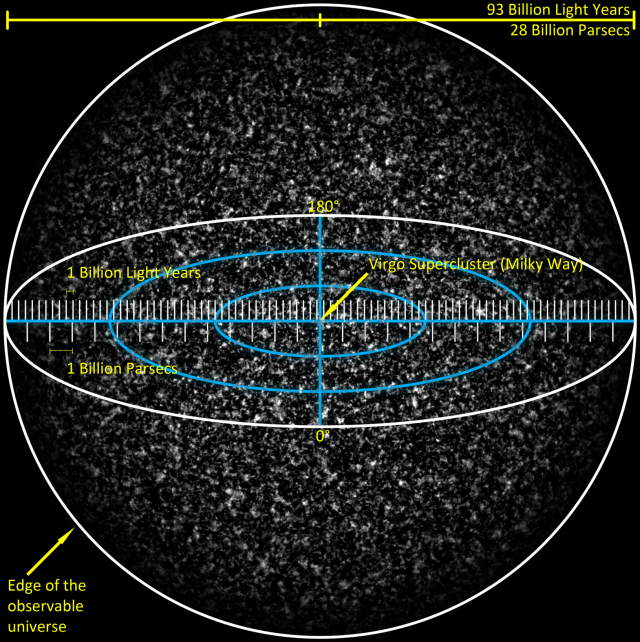 93 Billion Light Years
28 Billion Parsecs
180°
Virgo Supercluster (Milky Way)
1 Billion Light Years
1 Billion Parsecs
0°
Edge of the
observable
universe